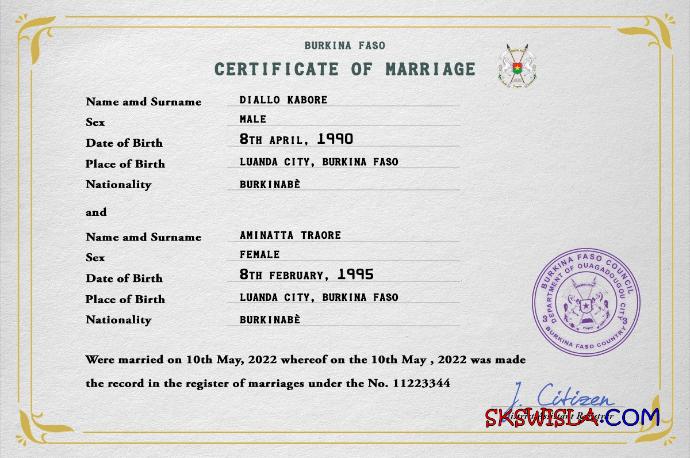 BURKINA FASO
CERTIFICATE OF MARRIAGE
Name amd Surname DIALLO KABORE
Sex MALE
Date of Birth 8TH APRIL, 1990
Place of Birth LUANDA CITY, BURKINA FASO
Nationality BURKINABÈ
and
Name amd Surname AMINATTA TRAORE
Sex FEMALE
Date of Birth 8TH FEBRUARY, 1995
Place of Birth LUANDA CITY, BURKINA FASO
Nationality BURKINABÈ
BURKINA FASO COUNCIL
DEPARTMENT OF OUAGADOUGOU CITY
3 3
BURKINA FASO COUNTRY
Were married on 10th May, 2022 whereof on the 10th May , 2022 was made
the record in the register of marriages under the No. 11223344
J. Citizen
SKSWISLA.COM